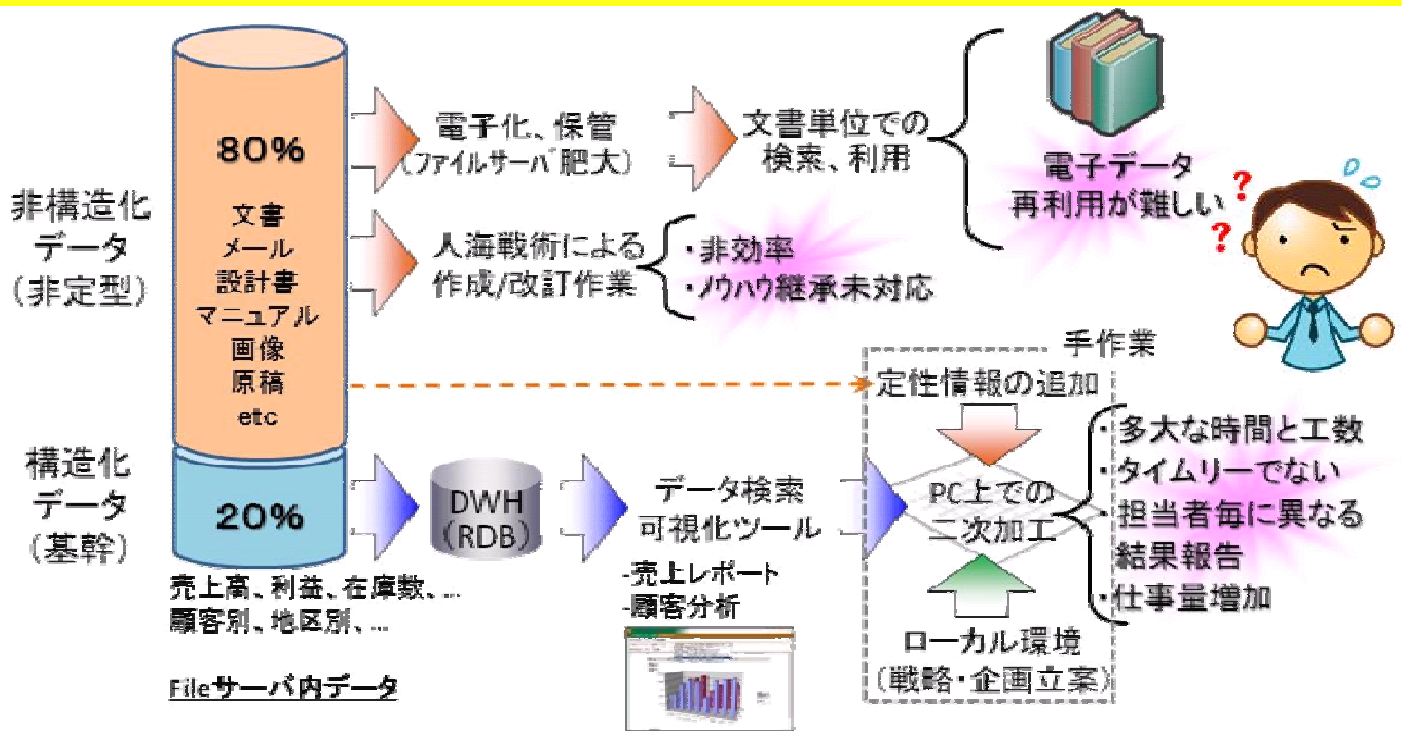 80%
文書
メール
設計書
マニュアル
画像
原稿
etc
20%
非構造化
データ
(非定型)
構造化
データ
(基幹)
売上高、利益、在庫数、...
顧客別、地区別、...
Fileサーバ内データ
電子化、保管
(ファイルサーバ肥大)
文書単位での
検索、利用
電子データ
再利用が難しい
?
?
人海戦術による
作成/改訂作業
・非効率
・ノウハウ継承未対応
DWH
(RDB)
データ検索
可視化ツール
-売上レポート
-顧客分析
手作業
定性情報の追加
PC上での
二次加工
ローカル環境
(戦略・企画立案)
・多大な時間と工数
・タイムリーでない
・担当者毎に異なる
結果報告
・仕事量増加